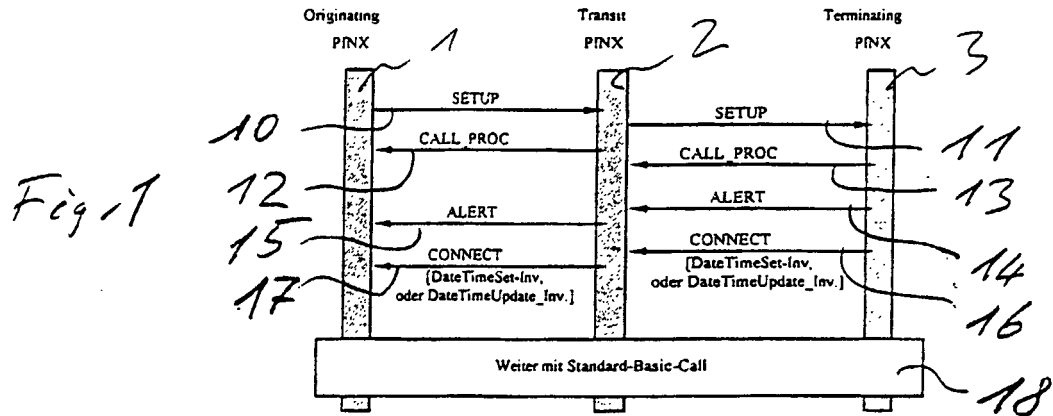 Originating PINX
Transit PINX
Terminating PINX
1
2
3
SETUP
10
SETUP
11
CALL_PROC
12
CALL_PROC
13
Fig. 1
ALERT
14
ALERT
15
CONNECT
[DateTimeSet-Inv,
oder DateTimeUpdate_Inv.]
16
CONNECT
[DateTimeSet-Inv,
oder DateTimeUpdate_Inv.]
17
Weiter mit Standard-Basic-Call
18